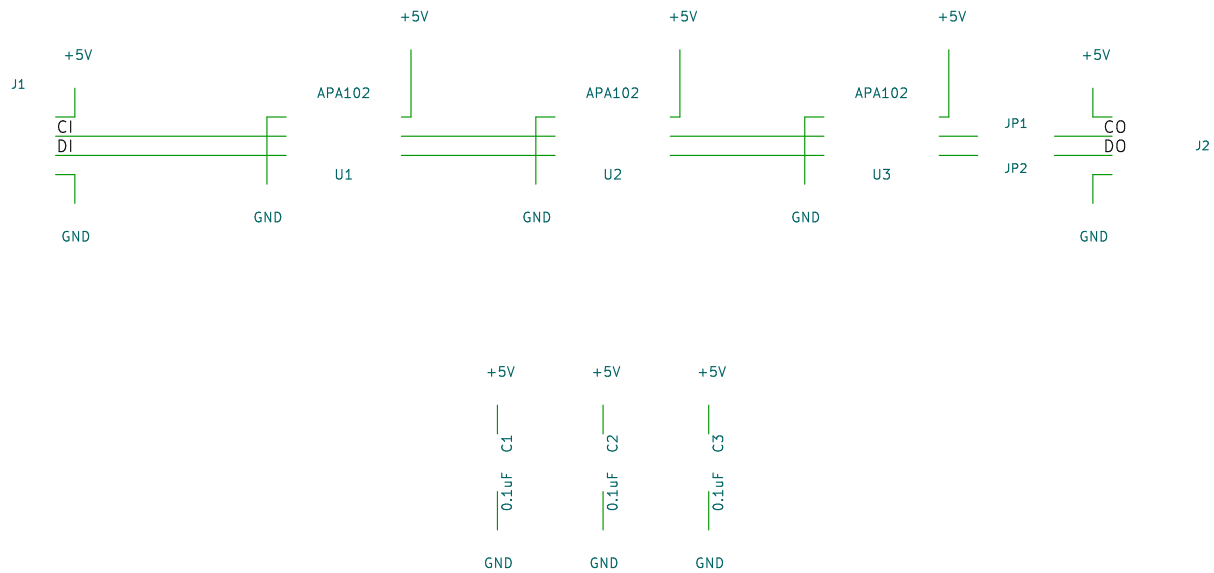 +5V +5V +5V
+5V +5V
J1 APA102 APA102 APA102
CI JP1 CO
DI J2 DO
U1 U2 U3 JP2
GND GND GND
GND GND
+5V +5V +5V
C1 C2 C3
0.1uF 0.1uF 0.1uF
GND GND GND